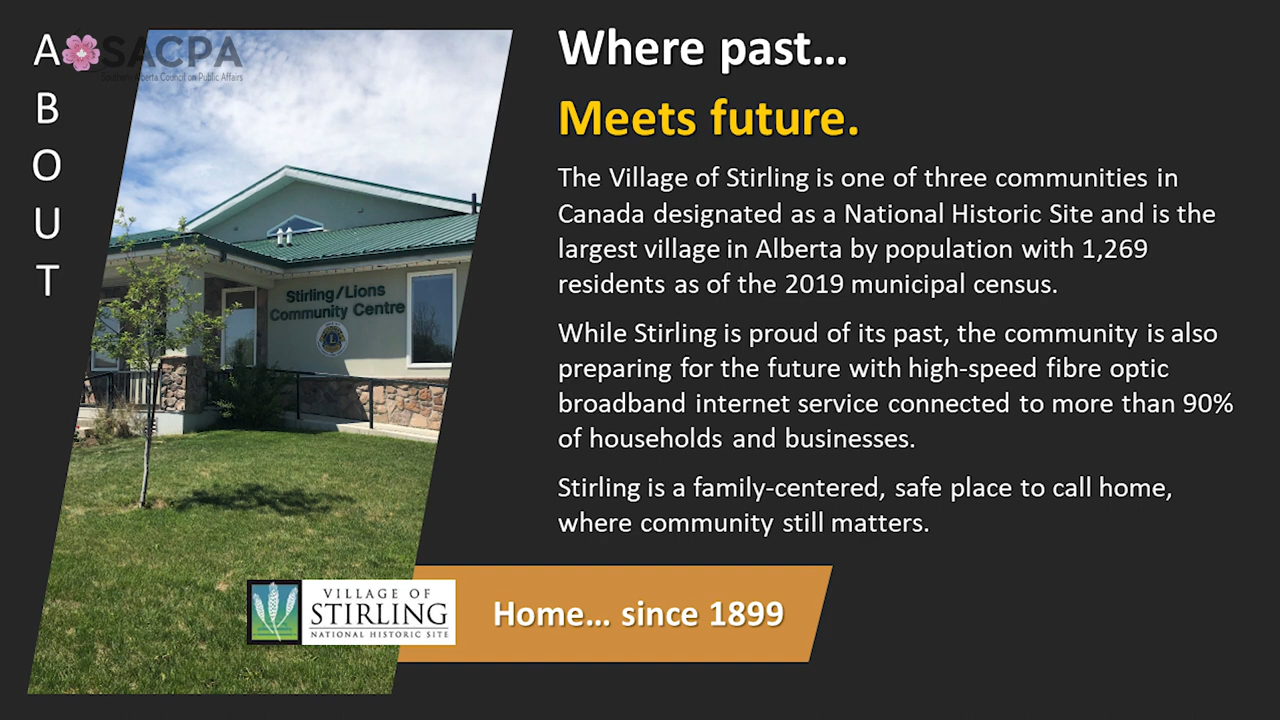 A
B
O
U
T
SACPA
Southern Alberta Council on Public Affairs
Stirling/Lions
Community Centre
L
Where past...
Meets future.
The Village of Stirling is one of three communities in
Canada designated as a National Historic Site and is the
largest village in Alberta by population with 1,269
residents as of the 2019 municipal census.
While Stirling is proud of its past, the community is also
preparing for the future with high-speed fibre optic
broadband internet service connected to more than 90%
of households and businesses.
Stirling is a family-centered, safe place to call home,
where community still matters.
VILLAGE OF
STIRLING
NATIONAL HISTORIC SITE
Home... since 1899